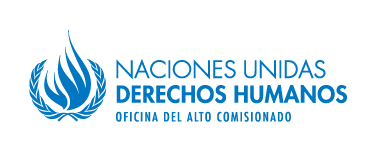 NACIONES UNIDAS
DERECHOS HUMANOS
OFICINA DEL ALTO COMISIONADO